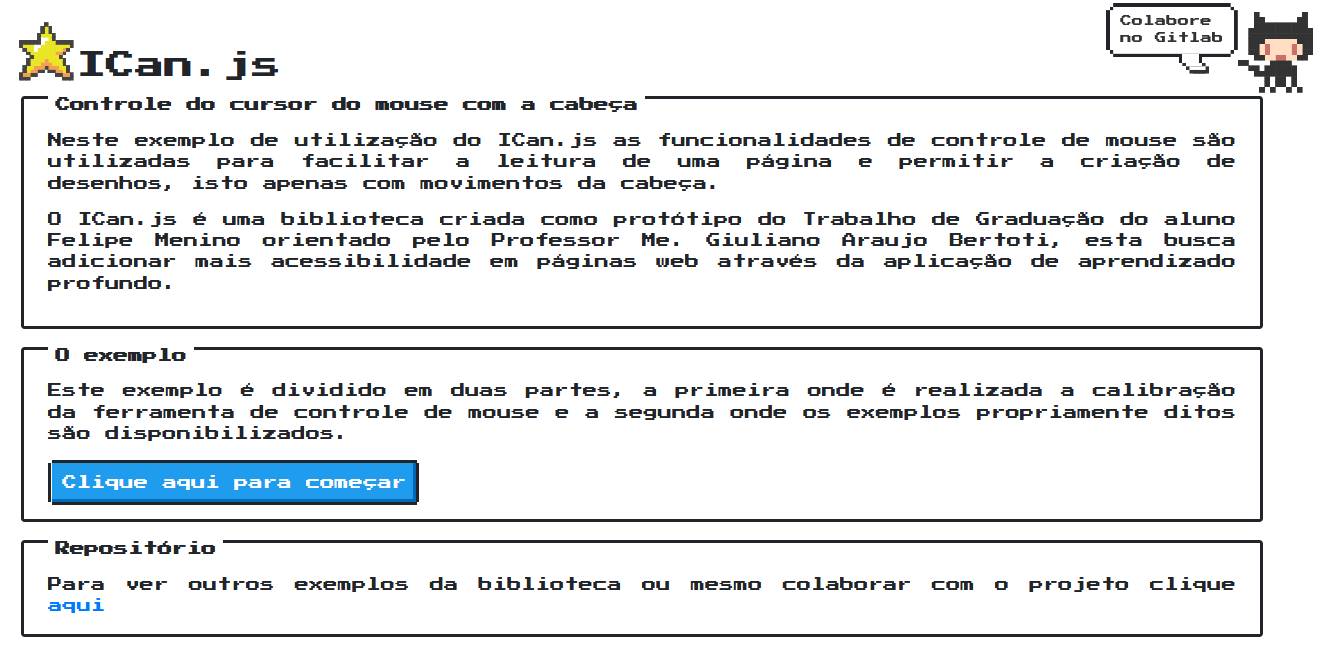 ICan.js
Colabore
no Gitlab
Controle do cursor do mouse com a cabeça
Neste exemplo de utilização do ICan.js as funcionalidades de controle de mouse são
utilizadas para facilitar a leitura de uma página e permitir a criação de
desenhos, isto apenas com movimentos da cabeça.
O ICan.js é uma biblioteca criada como protótipo do Trabalho de Graduação do aluno
Felipe Menino orientado pelo Professor Me. Giuliano Araujo Bertoti, esta busca
adicionar mais acessibilidade em páginas web através da aplicação de aprendizado
profundo.
O exemplo
Este exemplo é dividido em duas partes, a primeira onde é realizada a calibração
da ferramenta de controle de mouse e a segunda onde os exemplos propriamente ditos
são disponibilizados.
Clique aqui para começar
Repositório
Para ver outros exemplos da biblioteca ou mesmo colaborar com o projeto clique
aqui